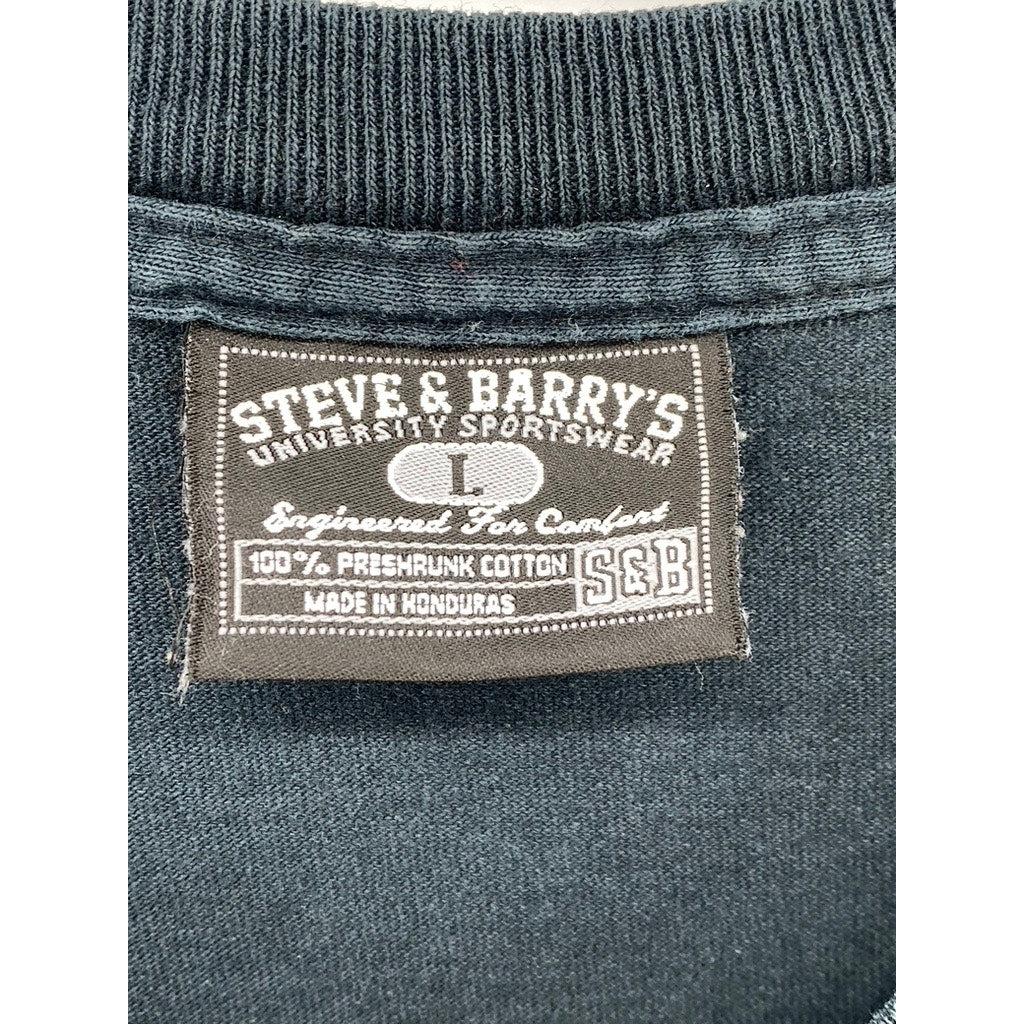 STEVE & BARRY'S
UNIVERSITY SPORTSWEAR
L
Engineered For Comfort
100% PRESHRUNK COTTON
MADE IN HONDURAS
S&B